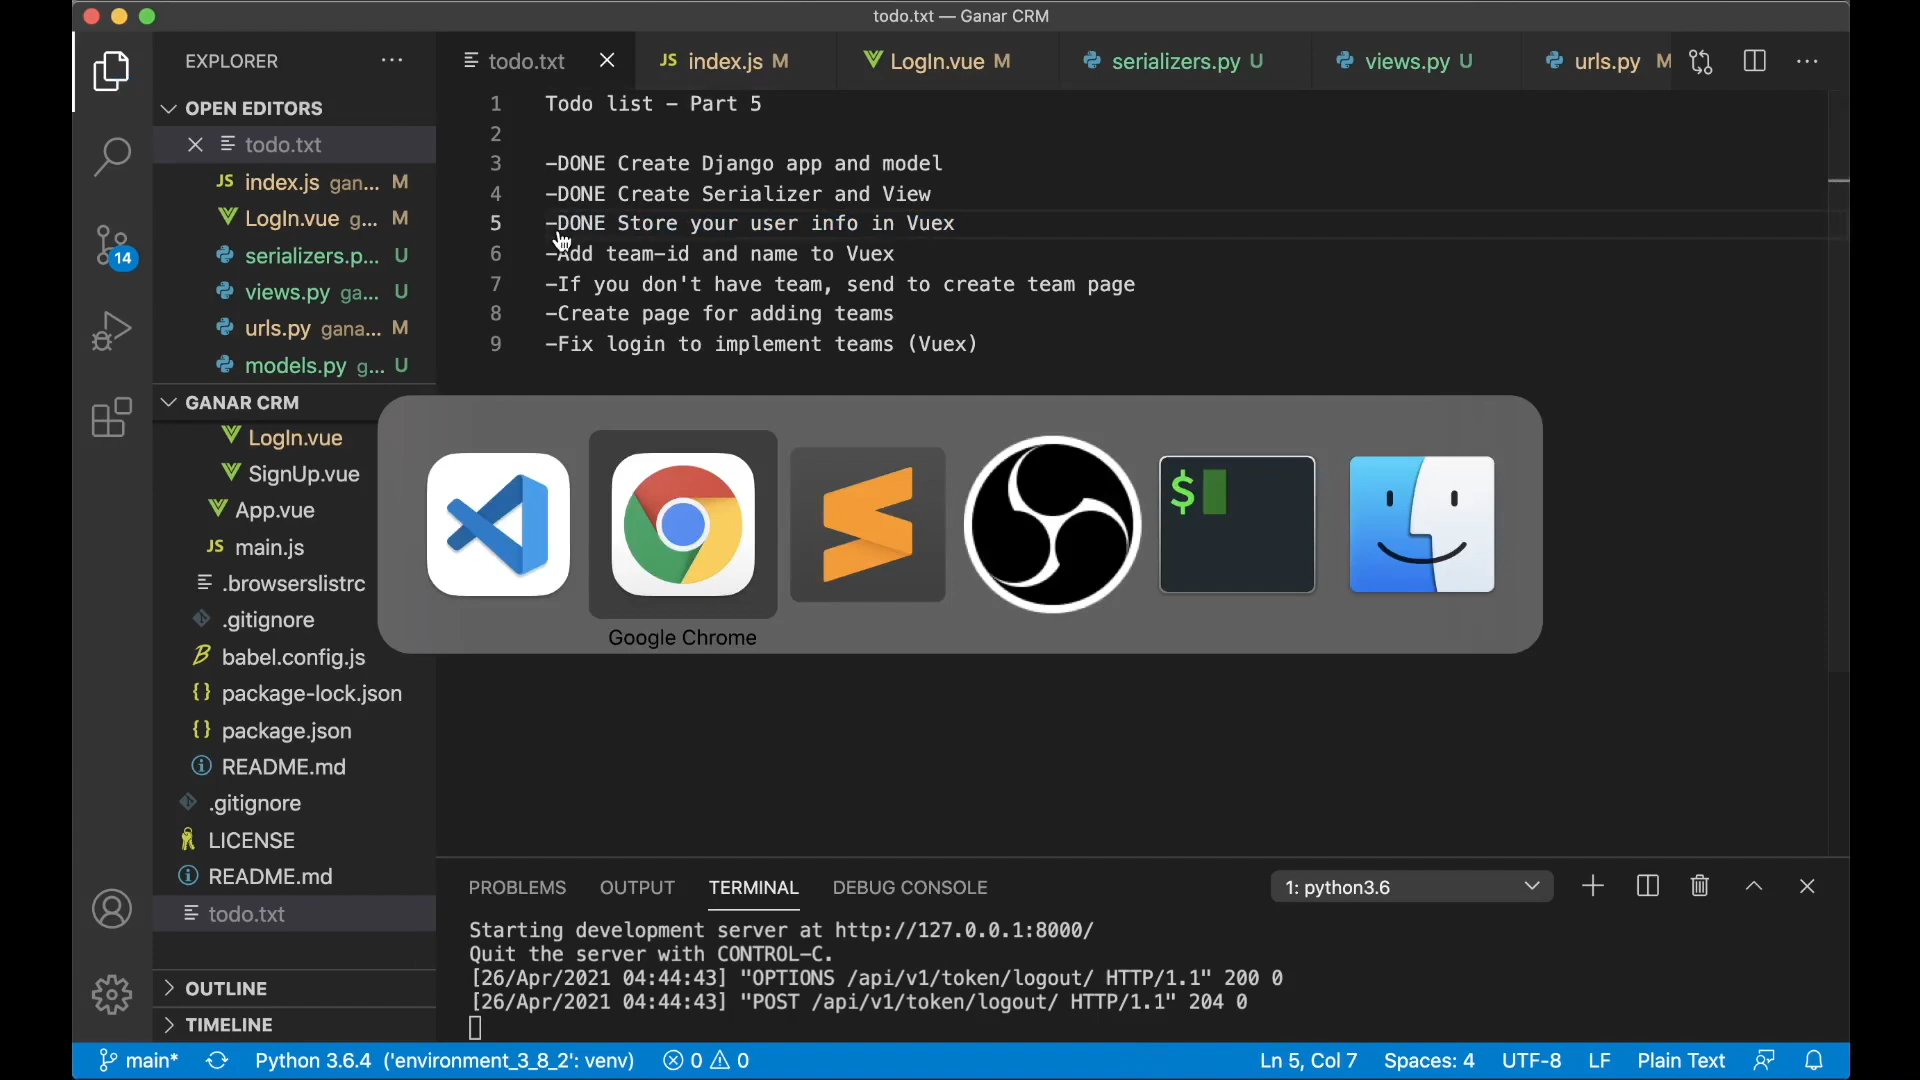 todo.txt — Ganar CRM
EXPLORER
todo.txt
JS index.js M
LogIn.vue M
serializers.py U
views.py U
urls.py M
OPEN EDITORS
todo.txt
JS index.js gan... M
LogIn.vue g... M
serializers.p... U
views.py ga... U
urls.py gana... M
models.py g... U
GANAR CRM
LogIn.vue
SignUp.vue
App.vue
JS main.js
.browserslistrc
.gitignore
babel.config.js
{} package-lock.json
{} package.json
README.md
.gitignore
LICENSE
README.md
todo.txt
OUTLINE
TIMELINE
14
1 Todo list - Part 5
2
3 -DONE Create Django app and model
4 -DONE Create Serializer and View
5 -DONE Store your user info in Vuex
6 -Add team-id and name to Vuex
7 -If you don't have team, send to create team page
8 -Create page for adding teams
9 -Fix login to implement teams (Vuex)
$
Google Chrome
PROBLEMS OUTPUT TERMINAL DEBUG CONSOLE
1: python3.6
Starting development server at http://127.0.0.1:8000/
Quit the server with CONTROL-C.
[26/Apr/2021 04:44:43] "OPTIONS /api/v1/token/logout/ HTTP/1.1" 200 0
[26/Apr/2021 04:44:43] "POST /api/v1/token/logout/ HTTP/1.1" 204 0
main* Python 3.6.4 ('environment_3_8_2': venv) 0 0 Ln 5, Col 7 Spaces: 4 UTF-8 LF Plain Text